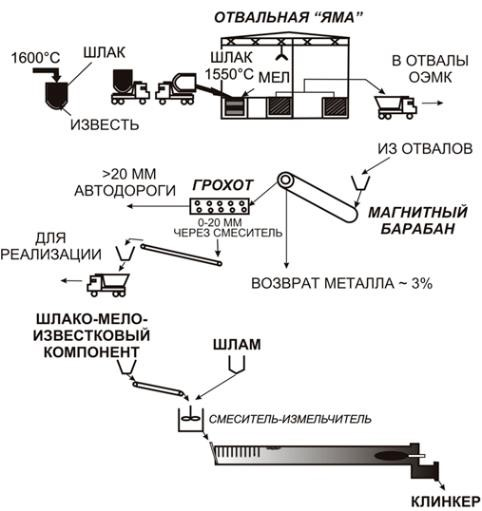 ОТВАЛЬНАЯ “ЯМА”
1600°C
ШЛАК
ИЗВЕСТЬ
ШЛАК
1550°C
МЕЛ
В ОТВАЛЫ
ОЭМК
ИЗ ОТВАЛОВ
>20 ММ
АВТОДОРОГИ
ГРОХОТ
0-20 ММ
ЧЕРЕЗ СМЕСИТЕЛЬ
МАГНИТНЫЙ
БАРАБАН
ДЛЯ
РЕАЛИЗАЦИИ
ВОЗВРАТ МЕТАЛЛА ~ 3%
ШЛАКО-МЕЛО-
ИЗВЕСТКОВЫЙ
КОМПОНЕНТ
ШЛАМ
СМЕСИТЕЛЬ-ИЗМЕЛЬЧИТЕЛЬ
КЛИНКЕР